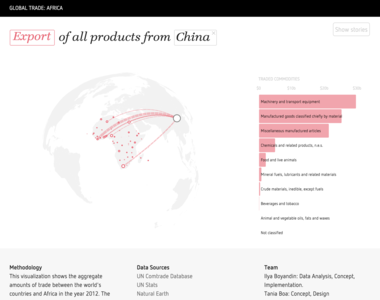 GLOBAL TRADE: AFRICA
Export of all products from China
Show stories
TRADED COMMODITIES
Machinery and transport equipment
Manufactured goods classified chiefly by material
Miscellaneous manufactured articles
Chemicals and related products, n.e.s
Food and live animals
Mineral fuels, lubricants and related materials
Crude materials, inedible, except fuels
Beverages and tobacco
Animal and vegetable oils, fats and waxes
Not classified
Methodology
This visualization shows the aggregate
amounts of trade between the world's
countries and Africa in the year 2012. The
Data Sources
UN Comtrade Database
UN Stats
Natural Earth
Team
Ilya Boyandin: Data Analysis, Concept,
Implementation.
Tania Boa: Concept, Design